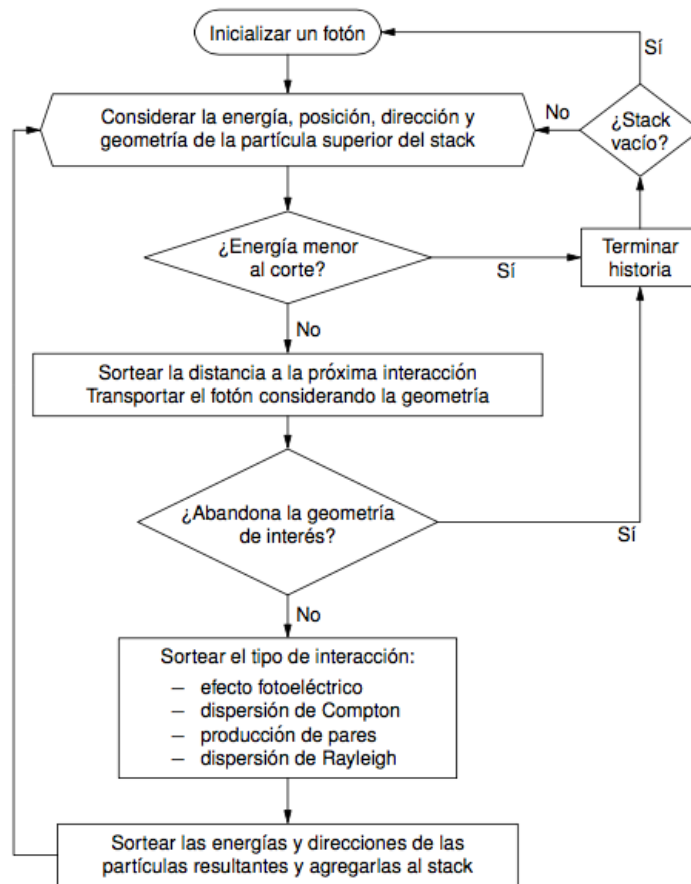 Inicializar un fotón
Sí
Considerar la energía, posición, dirección y
geometría de la partícula superior del stack
No
¿Stack
vacío?
¿Energía menor
al corte?
Sí
Terminar
historia
No
Sortear la distancia a la próxima interacción
Transportar el fotón considerando la geometría
¿Abandona la geometría
de interés?
Sí
No
Sortear el tipo de interacción:
– efecto fotoeléctrico
– dispersión de Compton
– producción de pares
– dispersión de Rayleigh
Sortear las energías y direcciones de las
partículas resultantes y agregarlas al stack